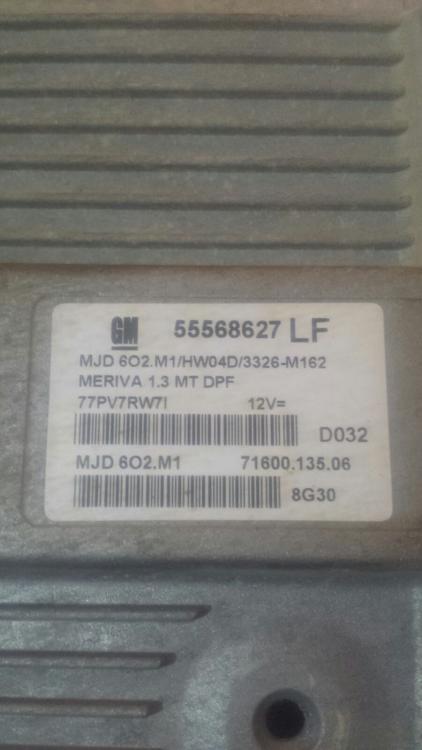 GM 55568627 LF
MJD 6O2.M1/HW04D/3326-M162
MERIVA 1.3 MT DPF
77PV7RW7I 12V=
D032
MJD 6O2.M1 71600.135.06
8G30